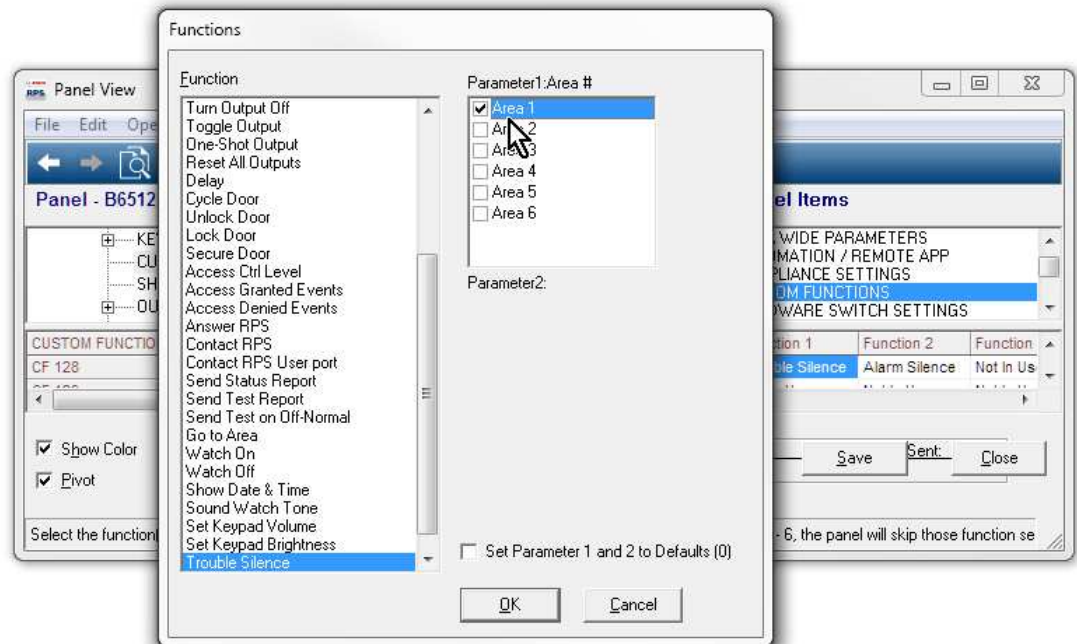 Functions
Function
Turn Output Off
Toggle Output
One-Shot Output
Reset All Outputs
Delay
Cycle Door
Unlock Door
Lock Door
Secure Door
Access Ctrl Level
Access Granted Events
Access Denied Events
Answer RPS
Contact RPS
Contact RPS User port
Send Status Report
Send Test Report
Send Test on Off-Normal
Go to Area
Watch On
Watch Off
Show Date & Time
Sound Watch Tone
Set Keypad Volume
Set Keypad Brightness
Trouble Silence
Parameter1:Area #
Area 1
Area 2
Area 3
Area 4
Area 5
Area 6
Parameter2:
Set Parameter 1 and 2 to Defaults (0)
OK
Cancel
RPS
Panel View
File Edit Ope
Panel - B6512
KE
CU
SH
OU
CUSTOM FUNCTIO
CF 128
Show Color
Pivot
Select the function
el Items
WIDE PARAMETERS
MATION / REMOTE APP
PLIANCE SETTINGS
OM FUNCTIONS
WARE SWITCH SETTINGS
tion 1 Function 2 Function
ble Silence Alarm Silence Not In Us
Save Sent: Close
- 6, the panel will skip those function se